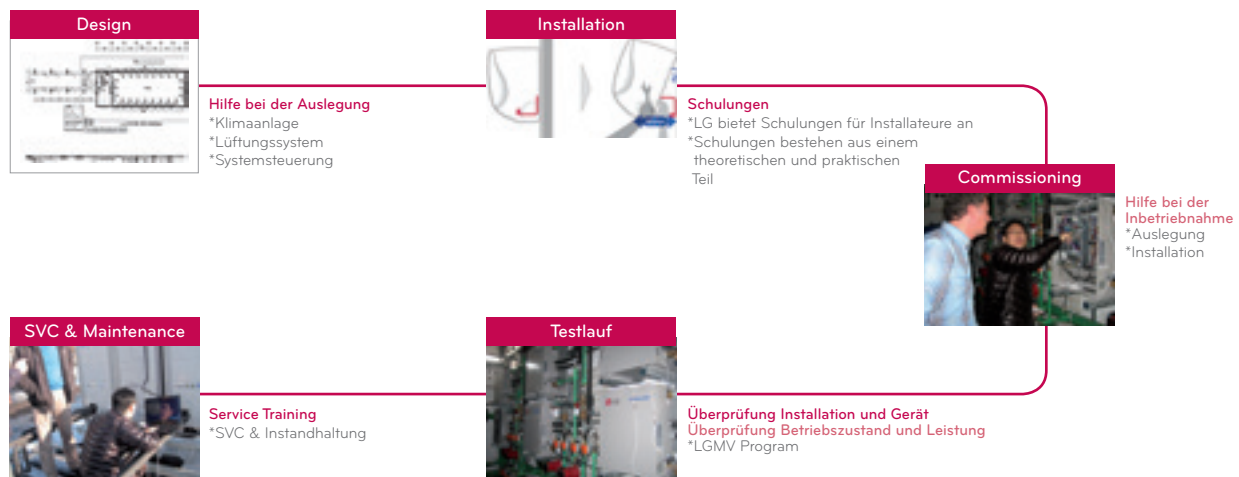 Design
Hilfe bei der Auslegung
*Klimaanlage
*Lüftungssystem
*Systemsteuerung
Installation
Schulungen
*LG bietet Schulungen für Installateure an
*Schulungen bestehen aus einem
theoretischen und praktischen
Teil
Commissioning
Hilfe bei der
Inbetriebnahme
*Auslegung
*Installation
Testlauf
Überprüfung Installation und Gerät
Überprüfung Betriebszustand und Leistung
*LGMV Program
SVC & Maintenance
Service Training
*SVC & Instandhaltung